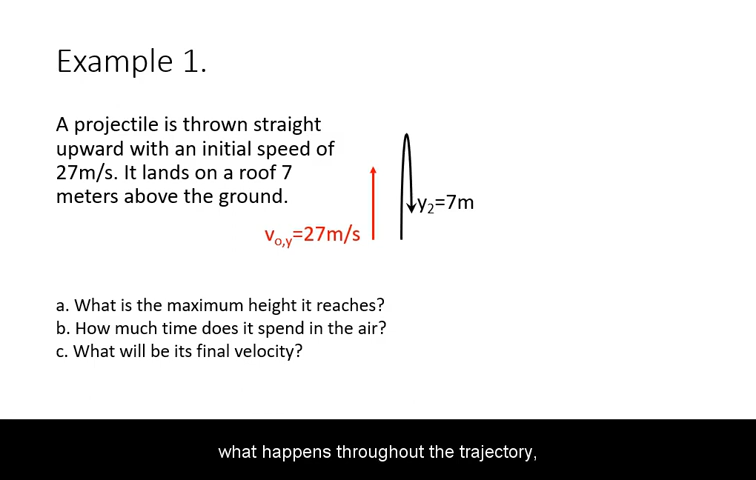 Example 1.
A projectile is thrown straight
upward with an initial speed of
27m/s. It lands on a roof 7
meters above the ground.
y₂=7m
vₒ,ᵧ=27m/s
a. What is the maximum height it reaches?
b. How much time does it spend in the air?
c. What will be its final velocity?
what happens throughout the trajectory,